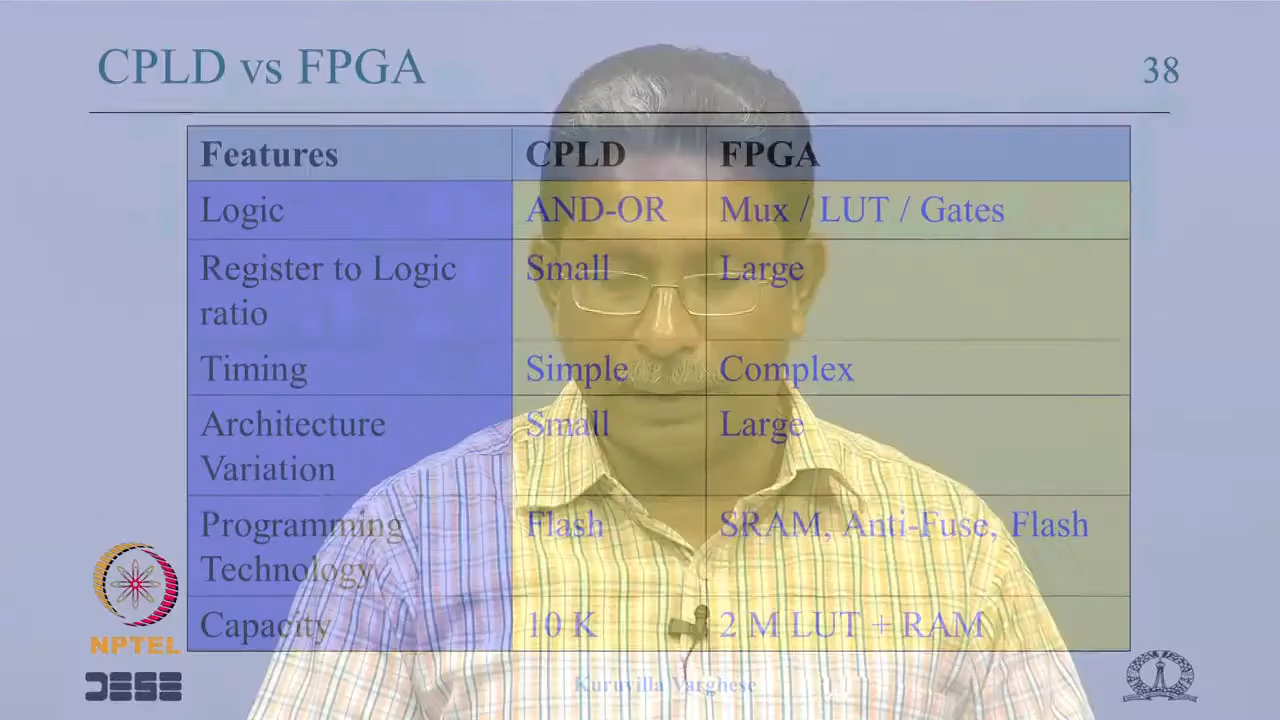 CPLD vs FPGA 38
Features CPLD FPGA
Logic AND-OR Mux / LUT / Gates
Register to Logic Small Large
ratio
Timing Simple Complex
Architecture Small Large
Variation
Programming Flash SRAM, Anti-Fuse, Flash
Technology
Capacity 10 K 2 M LUT + RAM
NPTEL
DESE
Kuruvilla Varghese